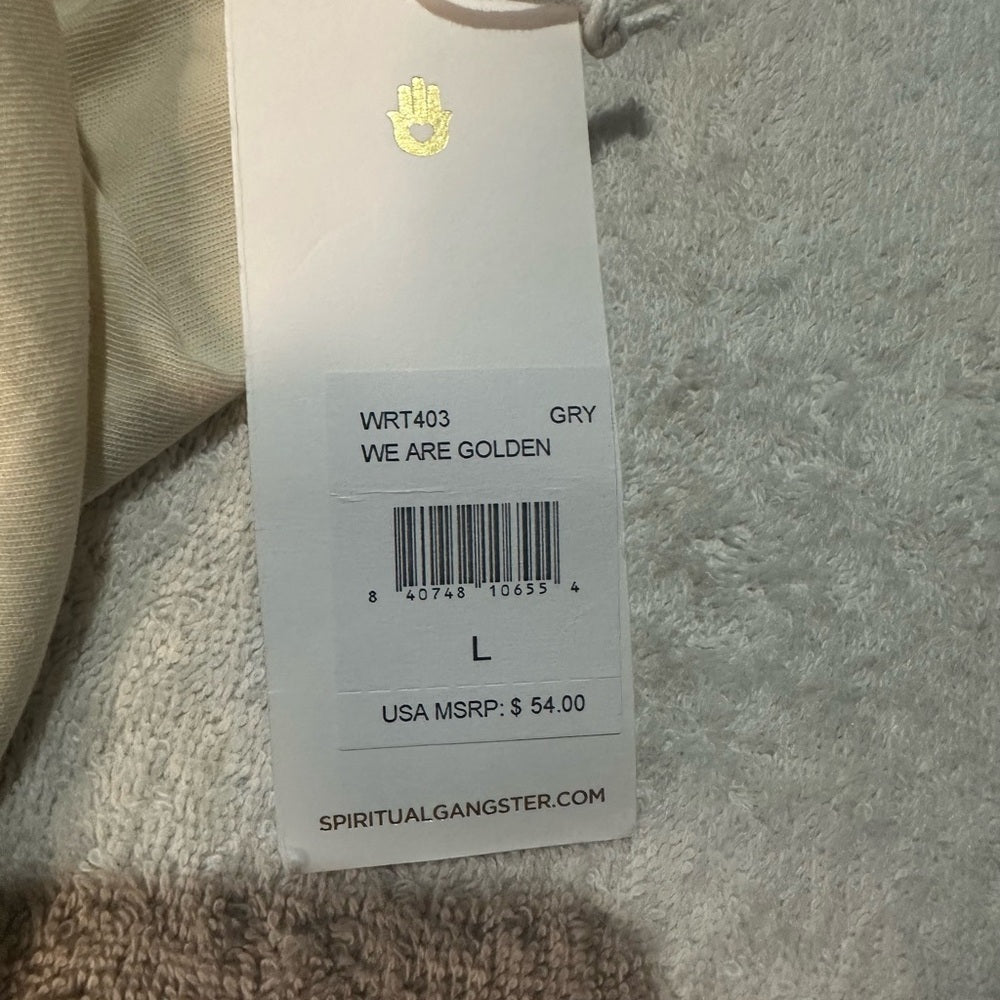 WRT403 GRY
WE ARE GOLDEN
8 40748 10655 4
L
USA MSRP: $ 54.00
SPIRITUALGANGSTER.COM